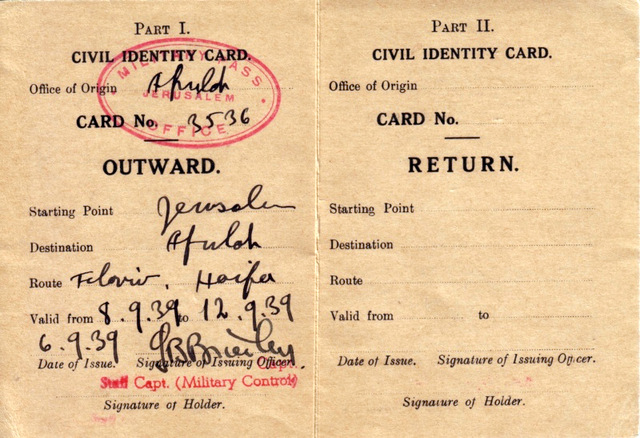 PART I.
CIVIL IDENTITY CARD.
MILITARY PASS
Office of Origin Afulah
JERUSALEM
CARD No. 3536
OFFICE
OUTWARD.
Starting Point Jerusalem
Destination Afulah
Route Telaviv, Haifa
Valid from 8.9.39 to 12.9.39
6.9.39
Date of Issue. Signature of Issuing Officer.
Staff Capt. (Military Control)
Signature of Holder.
PART II.
CIVIL IDENTITY CARD.
Office of Origin
CARD No.
RETURN.
Starting Point
Destination
Route
Valid from to
Date of Issue. Signature of Issuing Officer.
Signature of Holder.